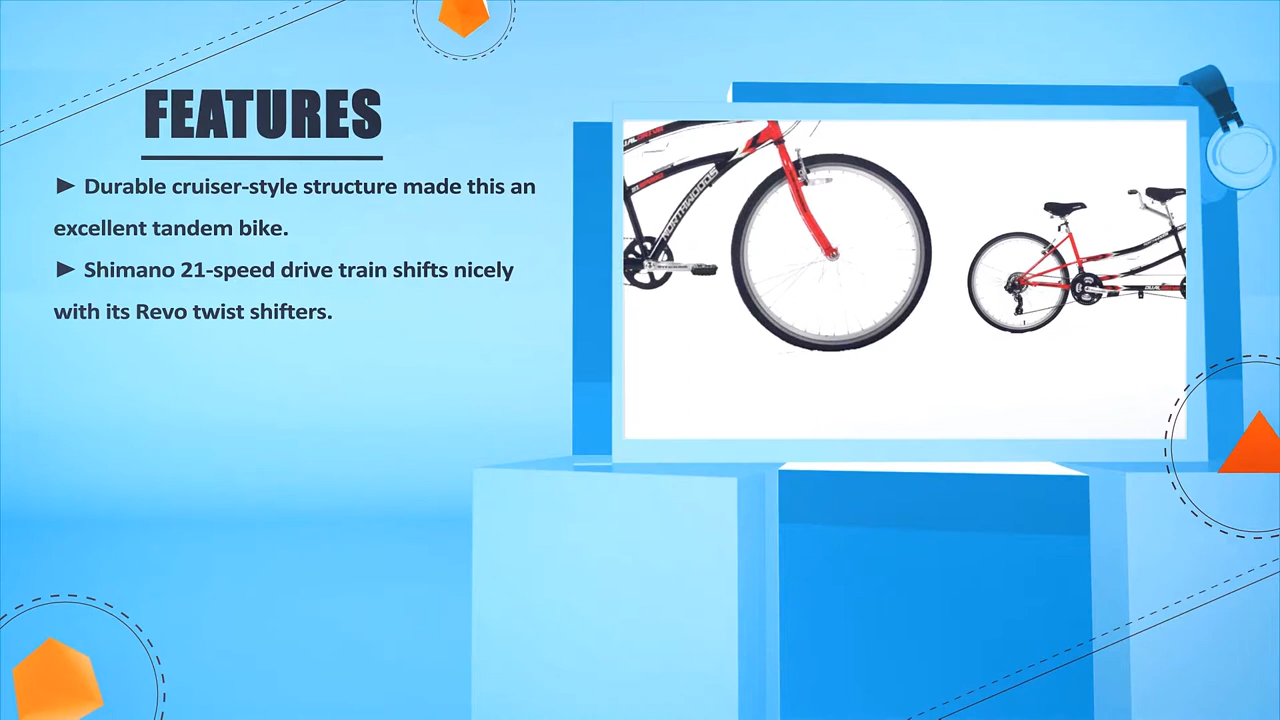 FEATURES
► Durable cruiser-style structure made this an
excellent tandem bike.
► Shimano 21-speed drive train shifts nicely
with its Revo twist shifters.
NORTHWOODS